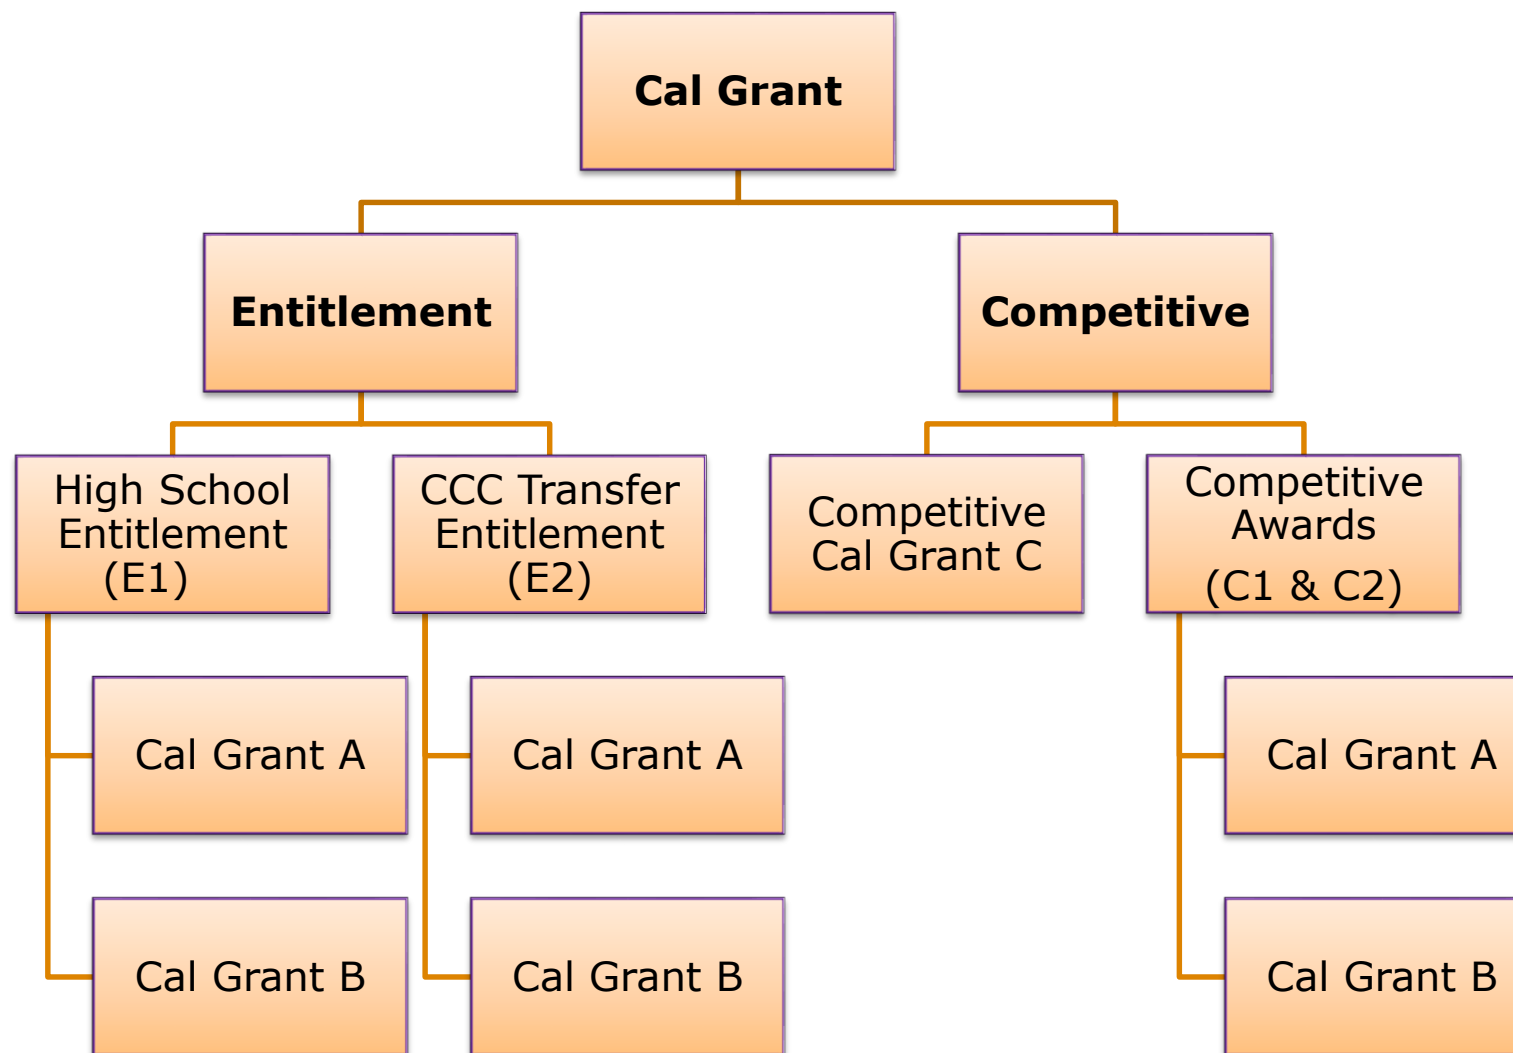 Cal Grant
Entitlement
Competitive
High School
Entitlement
(E1)
CCC Transfer
Entitlement
(E2)
Competitive
Cal Grant C
Competitive
Awards
(C1 & C2)
Cal Grant A
Cal Grant A
Cal Grant A
Cal Grant B
Cal Grant B
Cal Grant B